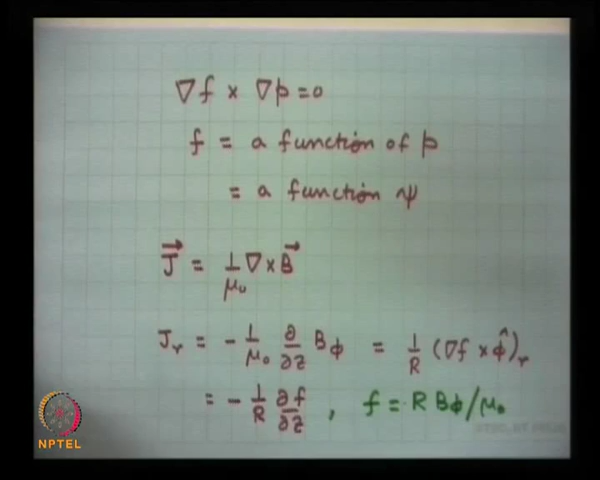 ∇f × ∇p = 0
f = a function of p
= a function ψ
J⃗ = 1/μ₀ ∇ × B⃗
J_r = - 1/μ₀ ∂/∂z B_ϕ = 1/R (∇f × ϕ̂)_r
= - 1/R ∂f/∂z , f = R B_ϕ/μ₀
NPTEL